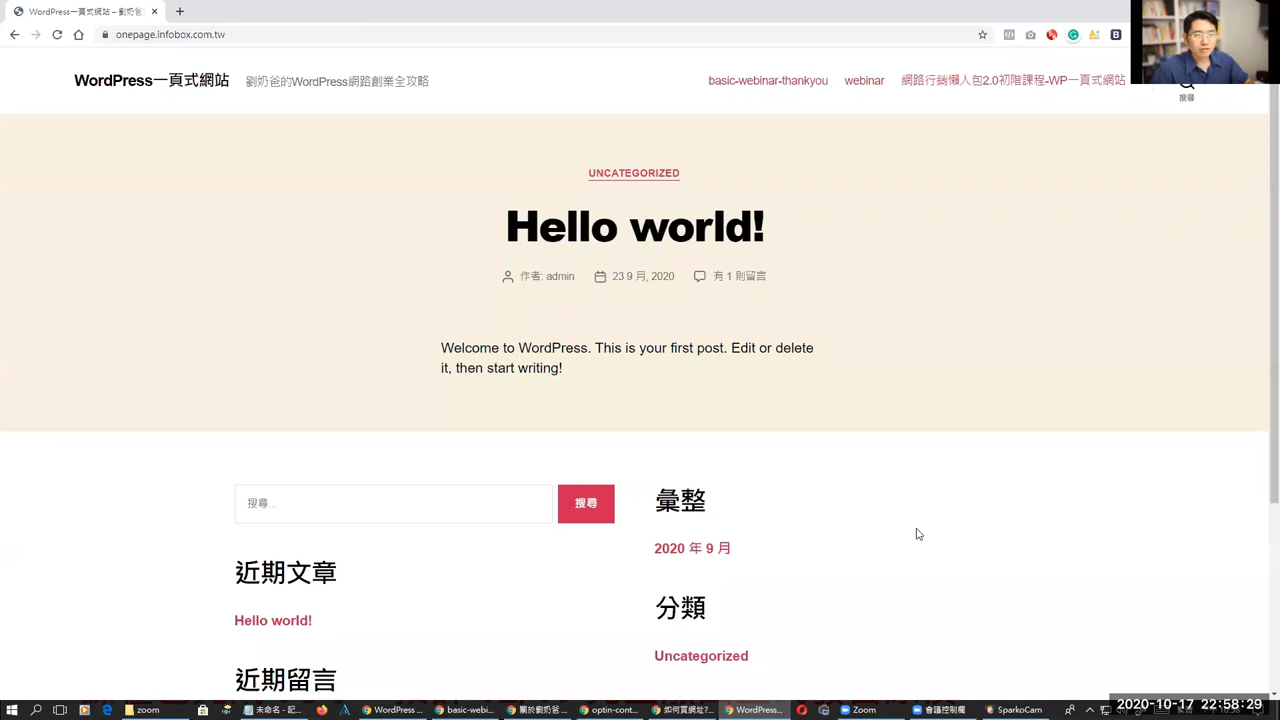 WordPress一頁式網站 – 劉奶爸
onepage.infobox.com.tw
WordPress一頁式網站 劉奶爸的WordPress網路創業全攻略 basic-webinar-thankyou webinar 網路行銷懶人包2.0初階課程-WP一頁式網站
搜尋
UNCATEGORIZED
Hello world!
作者: admin 23 9 月, 2020 有 1 則留言
Welcome to WordPress. This is your first post. Edit or delete
it, then start writing!
搜尋... 搜尋
彙整
2020 年 9 月
近期文章
分類
Hello world!
Uncategorized
近期留言
zoom 未命名 - 記... WordPress ... basic-webi... 關於劉奶爸 ... optin-cont... 如何買網址?... WordPress... Zoom 會議控制欄 SparkoCam
2020-10-17 22:58:29